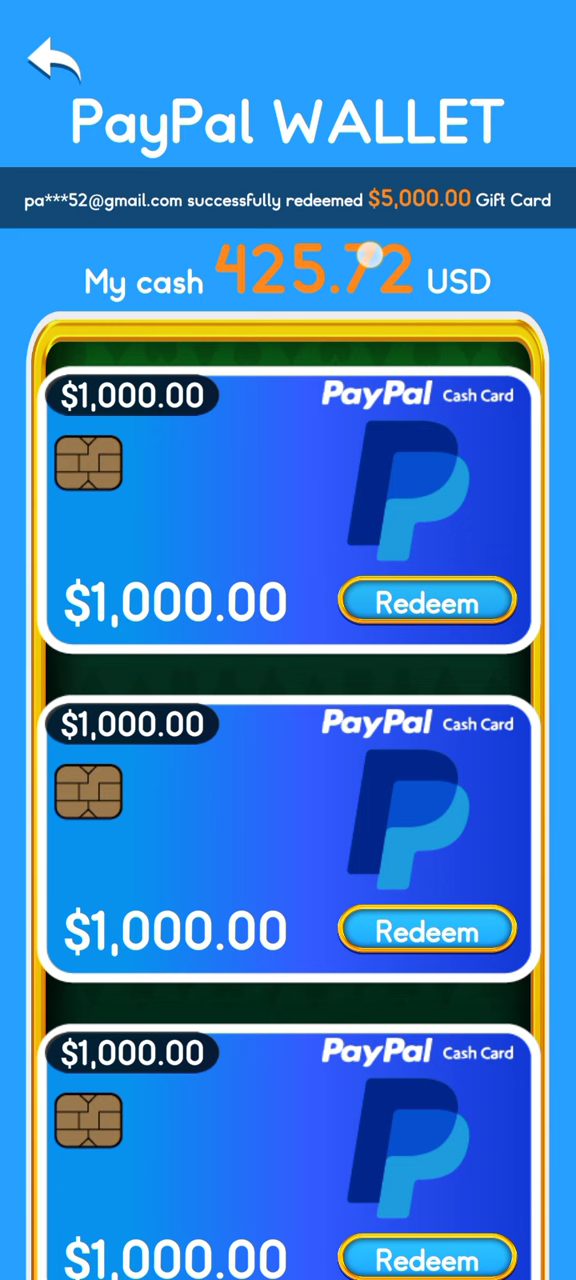 PayPal WALLET
pa***52@gmail.com successfully redeemed $5,000.00 Gift Card
My cash 425.72 USD
$1,000.00 PayPal Cash Card
$1,000.00 Redeem
$1,000.00 PayPal Cash Card
$1,000.00 Redeem
$1,000.00 PayPal Cash Card
$1,000.00 Redeem